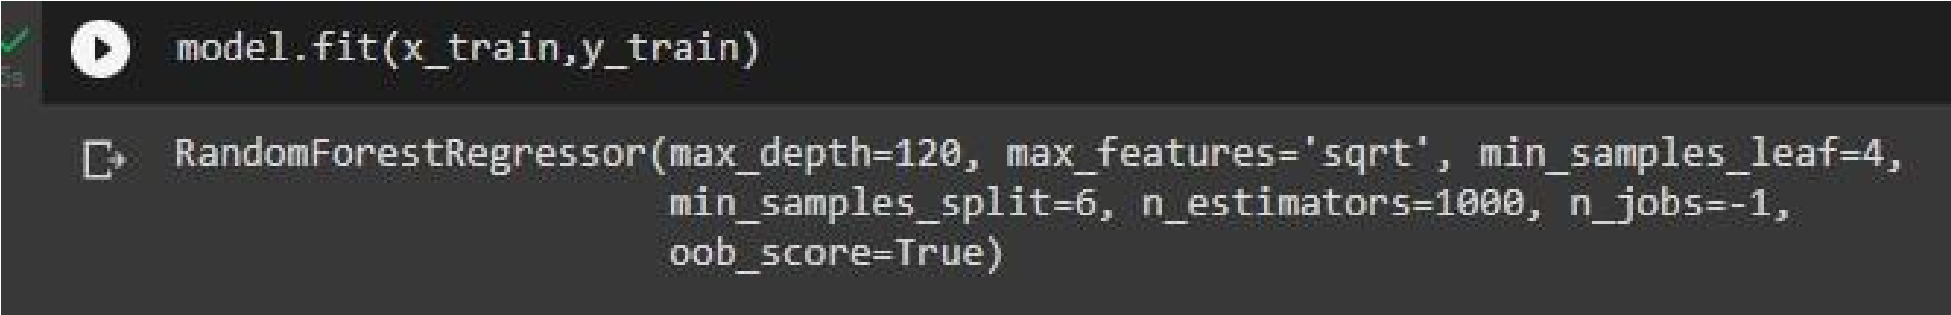 model.fit(x_train,y_train)
RandomForestRegressor(max_depth=120, max_features='sqrt', min_samples_leaf=4,
min_samples_split=6, n_estimators=1000, n_jobs=-1,
oob_score=True)